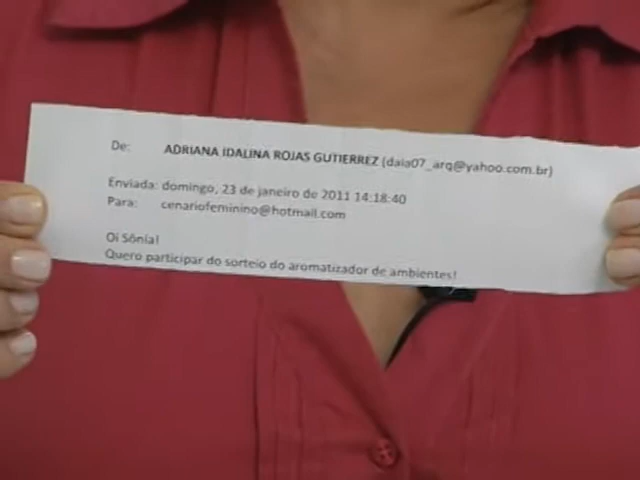 De: ADRIANA IDALINA ROJAS GUTIERREZ (daia07_arq@yahoo.com.br)
Enviada: domingo, 23 de janeiro de 2011 14:18:40
Para: cenariofeminino@hotmail.com
Oi Sônia!
Quero participar do sorteio do aromatizador de ambientes!